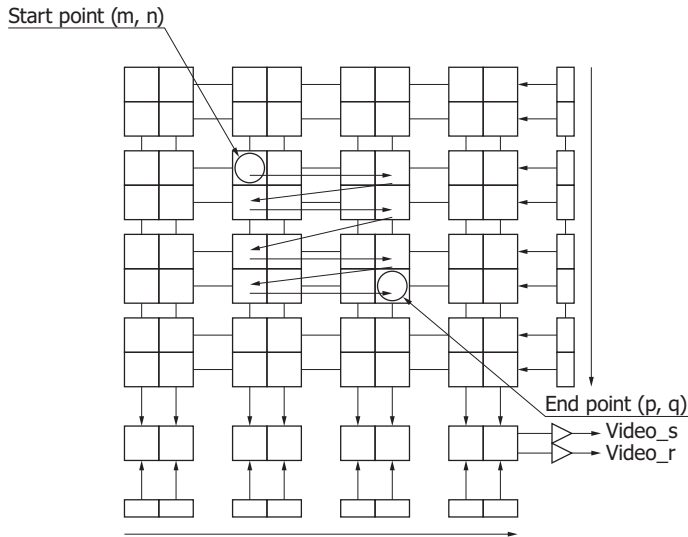 Start point (m, n)
End point (p, q)
Video_s
Video_r